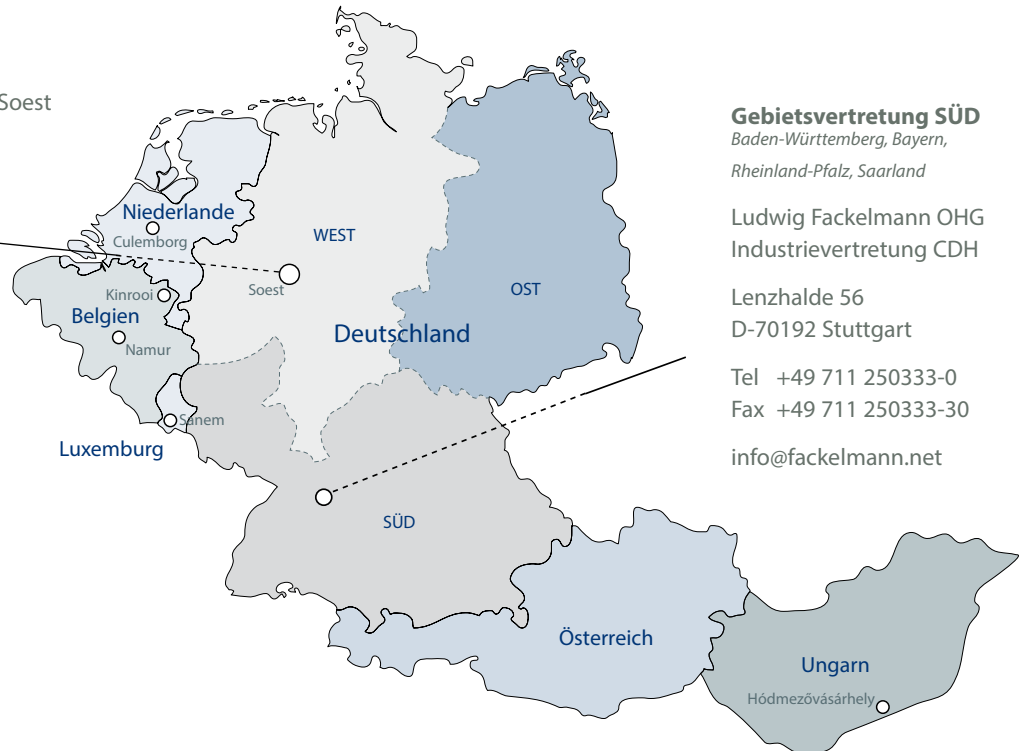 Soest
Niederlande
Culemborg
WEST
Soest
Kinrooi
Belgien
Namur
Deutschland
OST
Sanem
Luxemburg
SÜD
Österreich
Ungarn
Hódmezővásárhely
Gebietsvertretung SÜD
Baden-Württemberg, Bayern,
Rheinland-Pfalz, Saarland
Ludwig Fackelmann OHG
Industrievertretung CDH
Lenzhalde 56
D-70192 Stuttgart
Tel +49 711 250333-0
Fax +49 711 250333-30
info@fackelmann.net